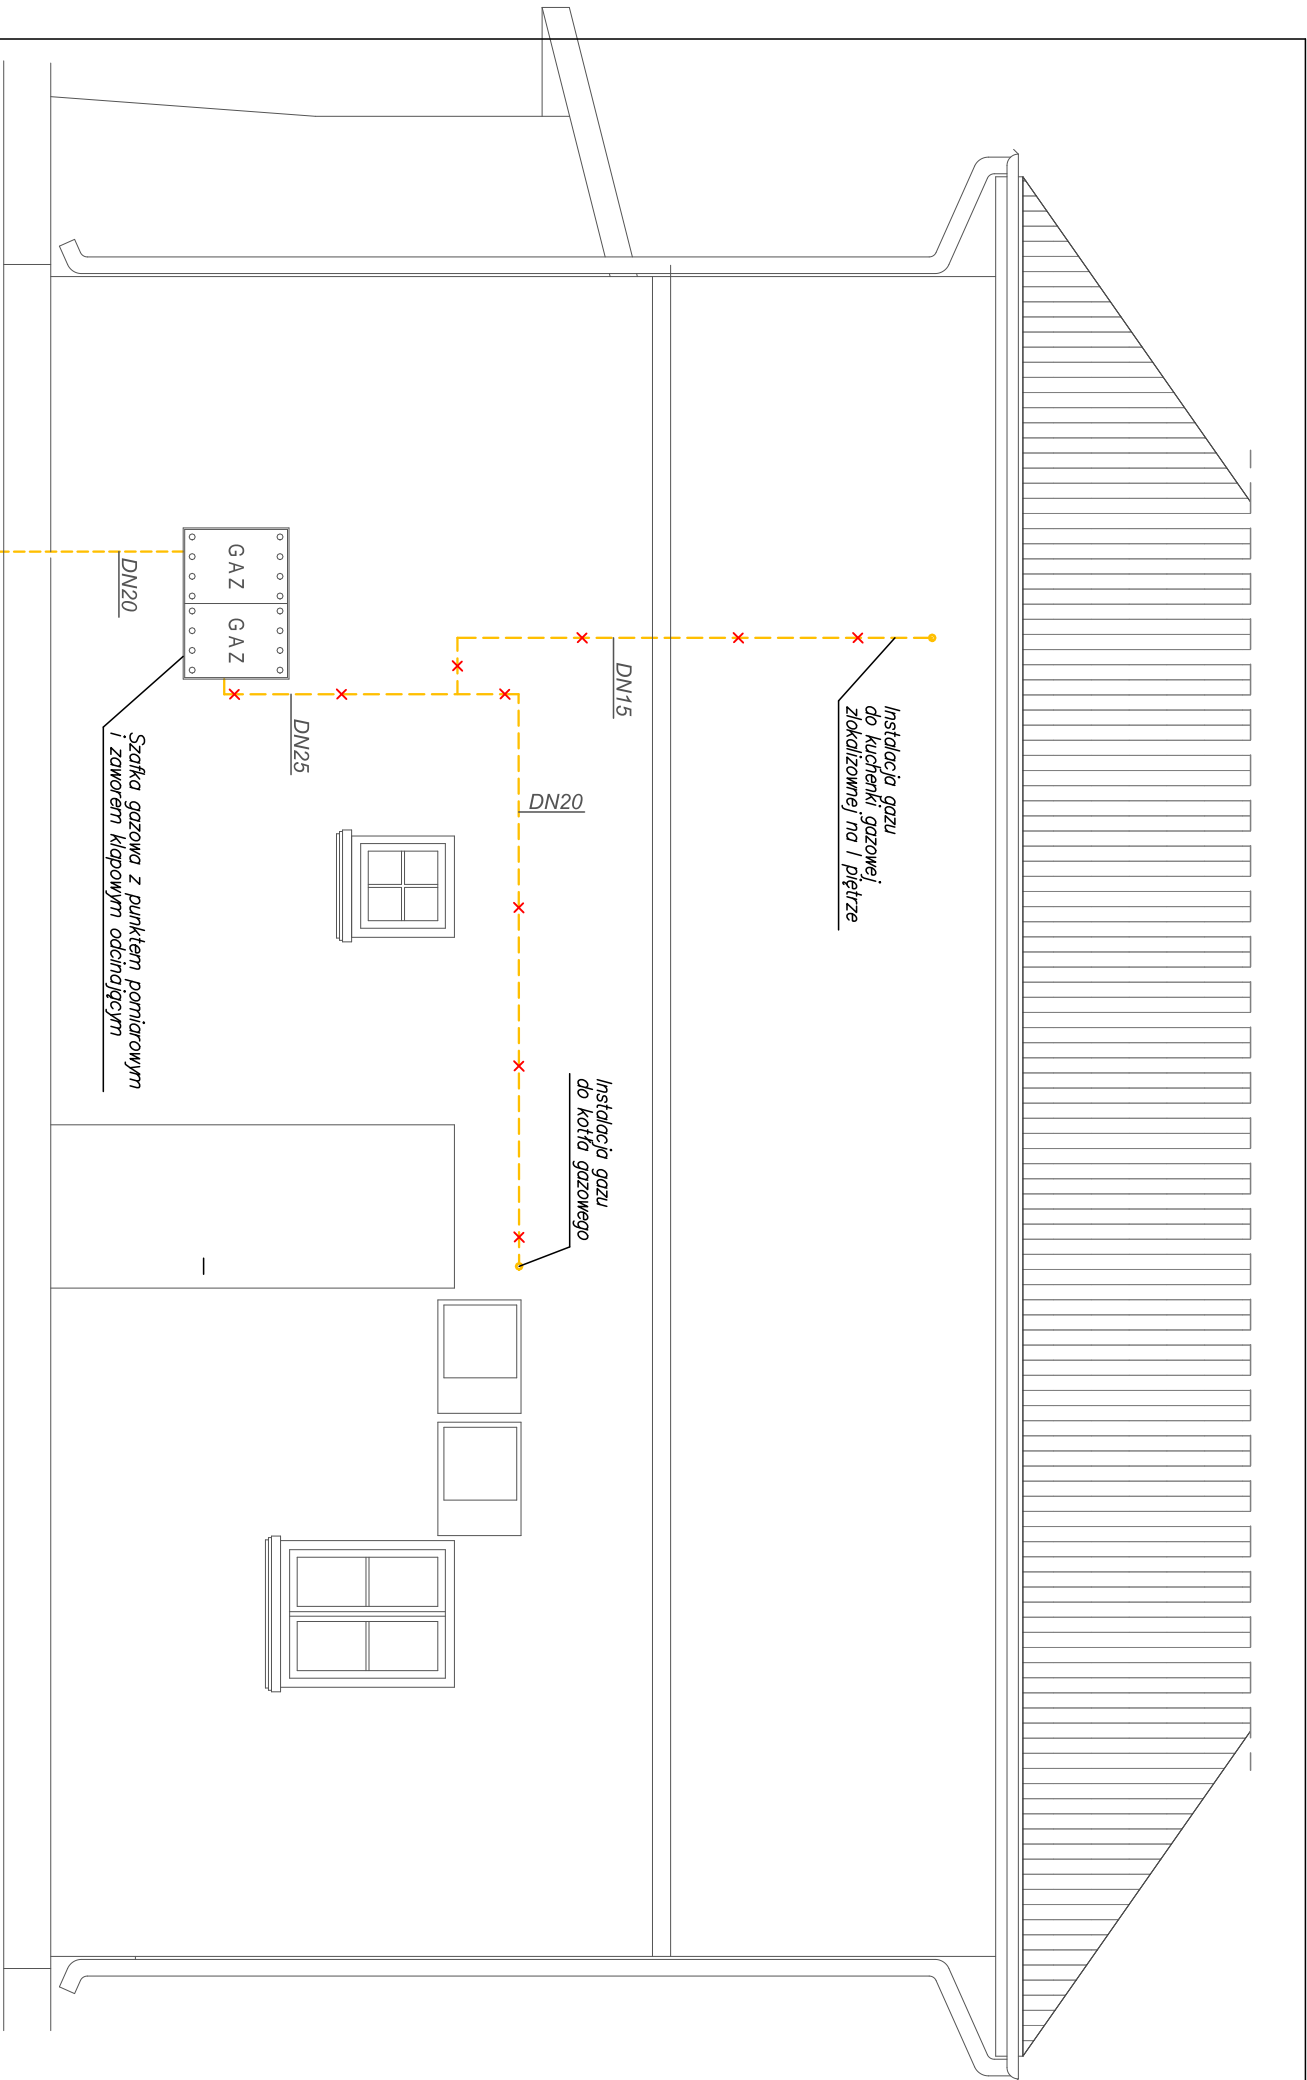 Instalacja gazu
do kuchenki gazowej
zlokalizownej na I piętrze
DN15
Instalacja gazu
do kotła gazowego
DN20
DN25
GAZ
GAZ
DN20
Szafka gazowa z punktem pomiarowym
i zaworem klapowym odcinającym